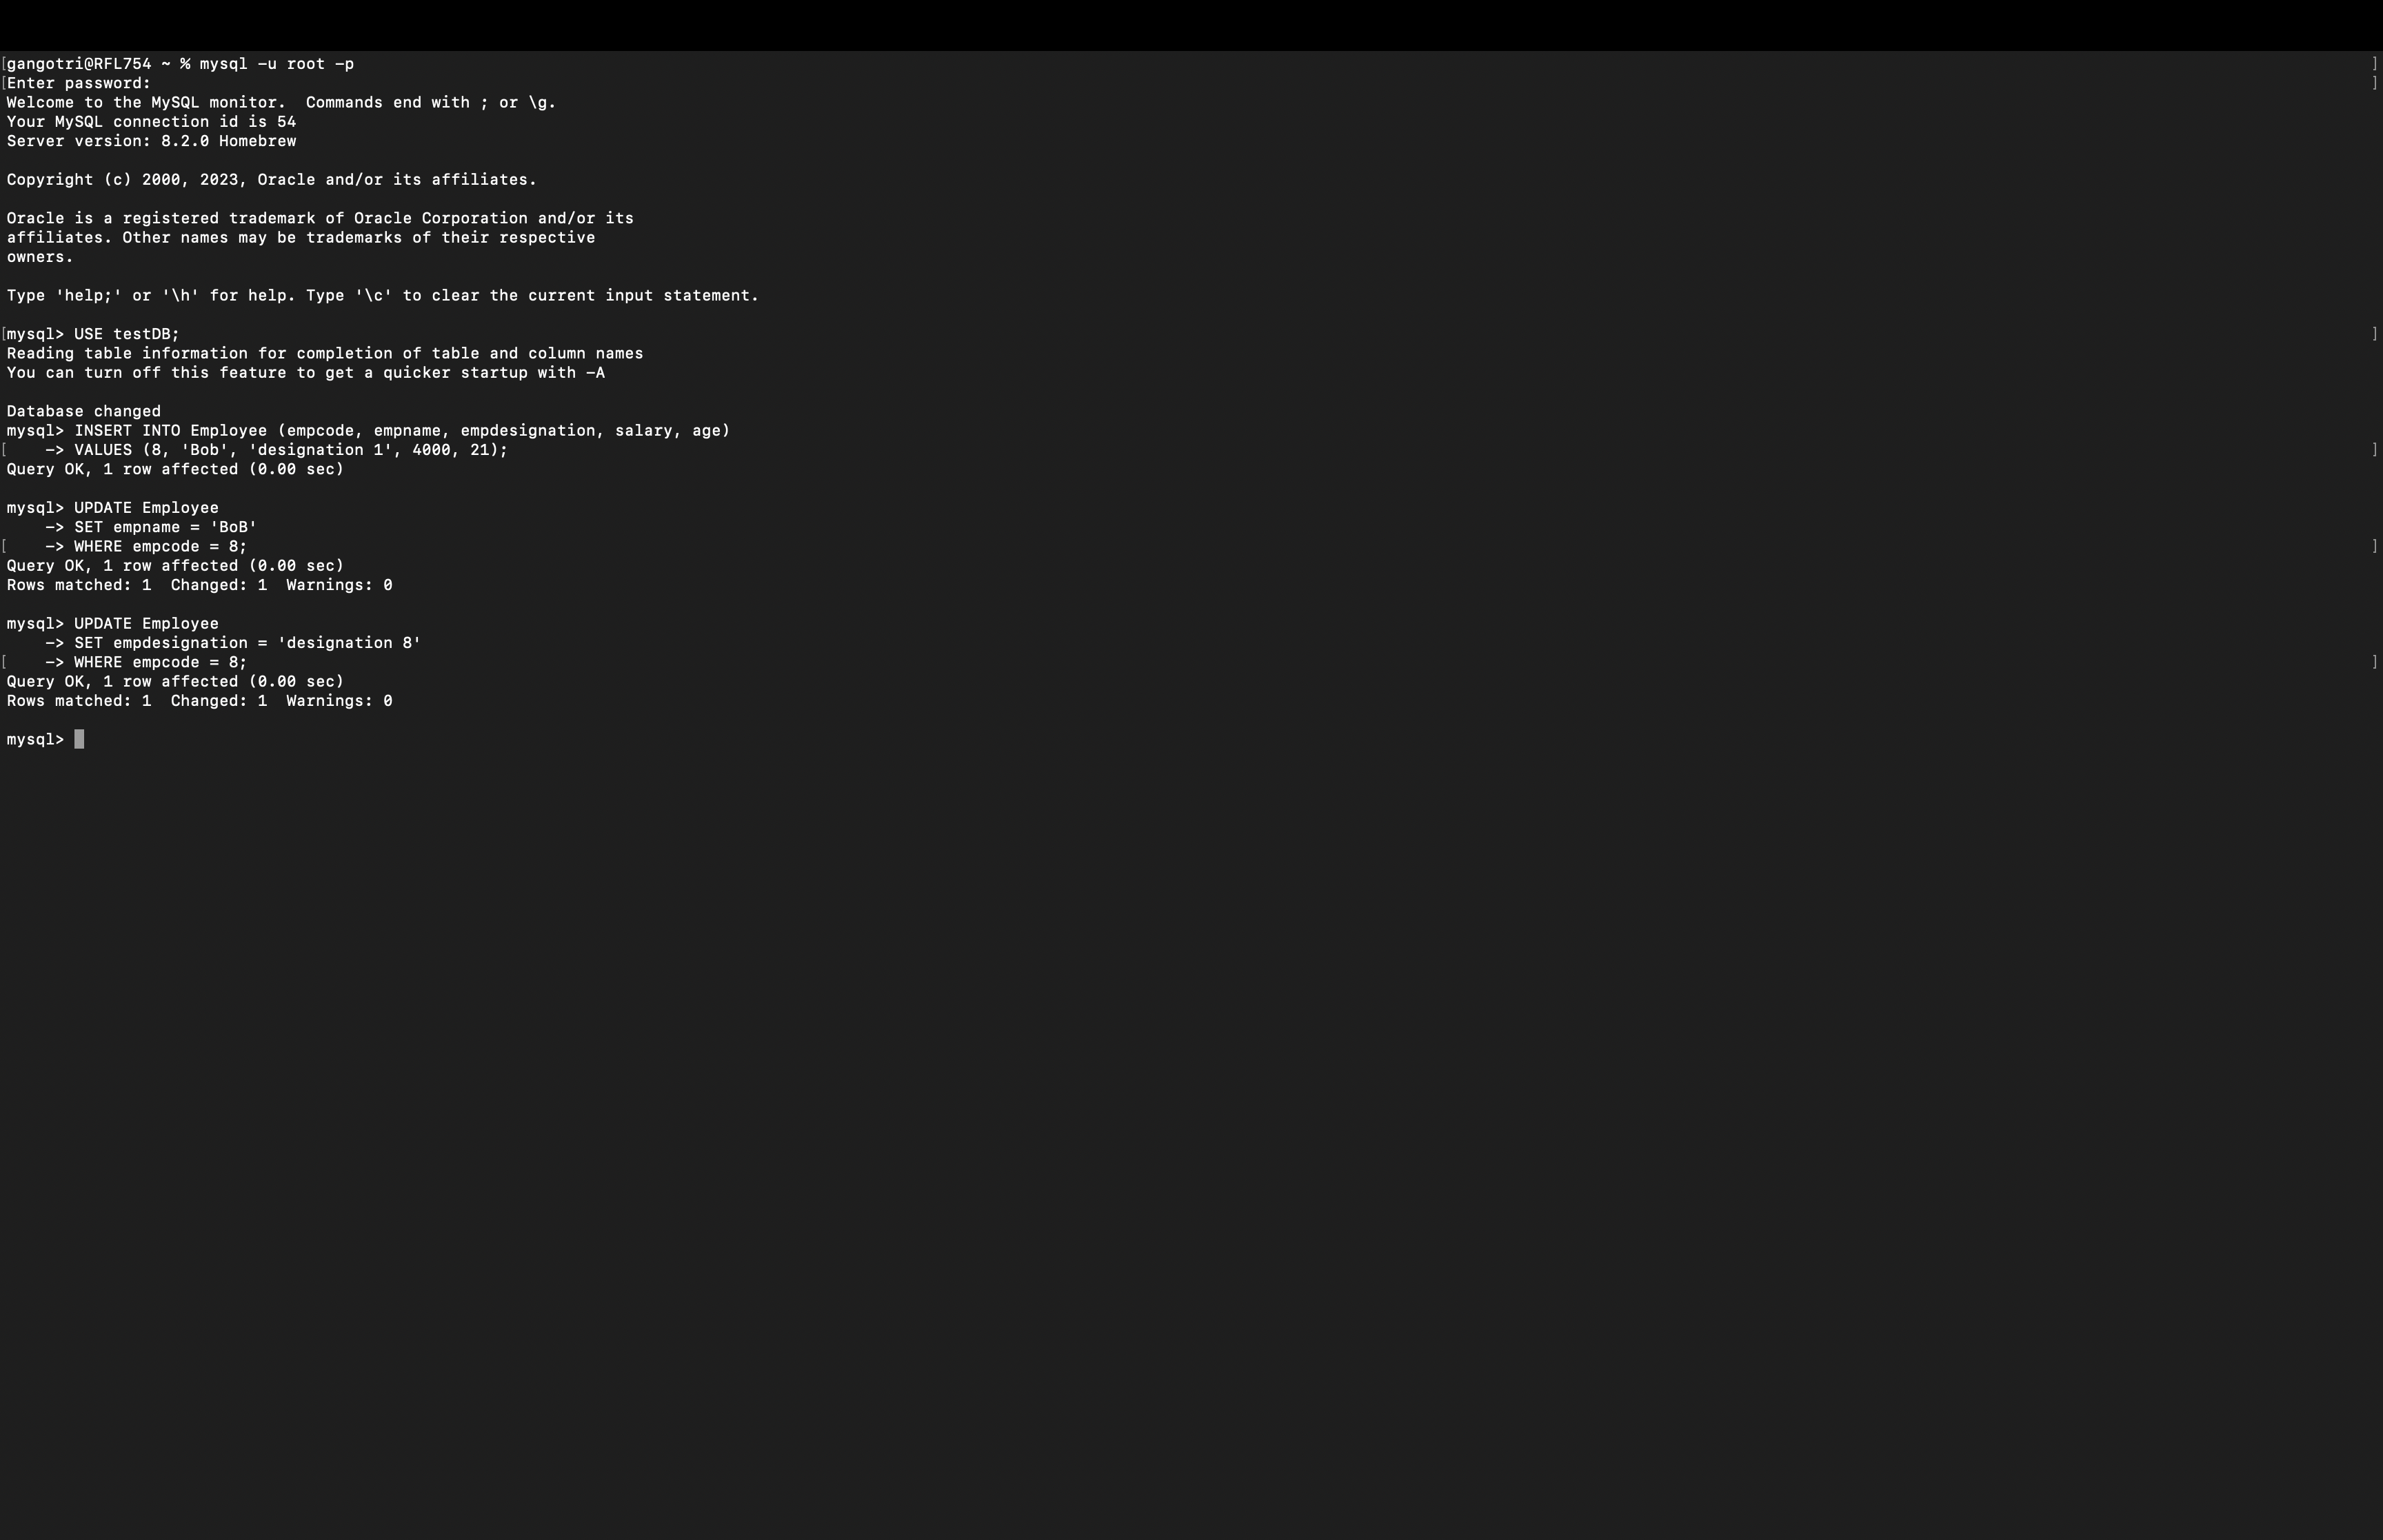 [gangotri@RFL754 ~ % mysql -u root -p ]
[Enter password: ]
Welcome to the MySQL monitor.  Commands end with ; or \g.
Your MySQL connection id is 54
Server version: 8.2.0 Homebrew

Copyright (c) 2000, 2023, Oracle and/or its affiliates.

Oracle is a registered trademark of Oracle Corporation and/or its
affiliates. Other names may be trademarks of their respective
owners.

Type 'help;' or '\h' for help. Type '\c' to clear the current input statement.

[mysql> USE testDB; ]
Reading table information for completion of table and column names
You can turn off this feature to get a quicker startup with -A

Database changed
mysql> INSERT INTO Employee (empcode, empname, empdesignation, salary, age)
[    -> VALUES (8, 'Bob', 'designation 1', 4000, 21); ]
Query OK, 1 row affected (0.00 sec)

mysql> UPDATE Employee
    -> SET empname = 'BoB'
[    -> WHERE empcode = 8; ]
Query OK, 1 row affected (0.00 sec)
Rows matched: 1  Changed: 1  Warnings: 0

mysql> UPDATE Employee
    -> SET empdesignation = 'designation 8'
[    -> WHERE empcode = 8; ]
Query OK, 1 row affected (0.00 sec)
Rows matched: 1  Changed: 1  Warnings: 0

mysql>